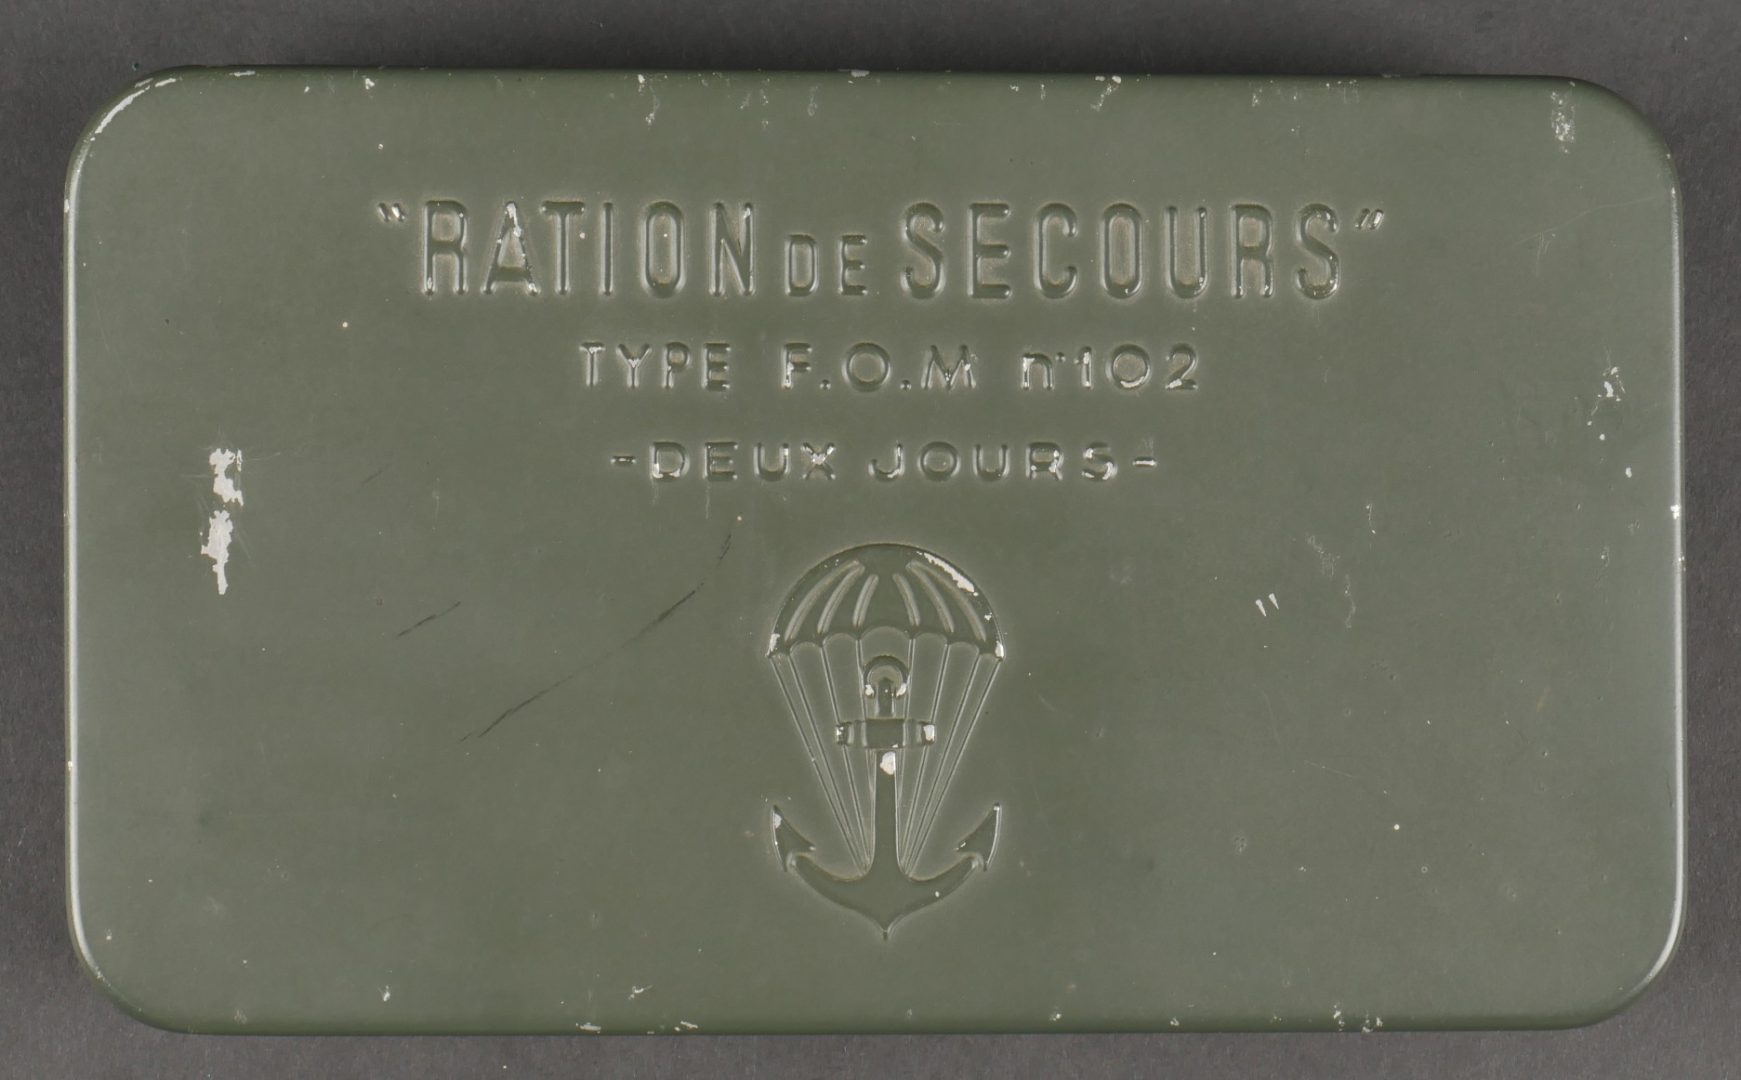 "RATION DE SECOURS"
TYPE F.O.M n°102
-DEUX JOURS-